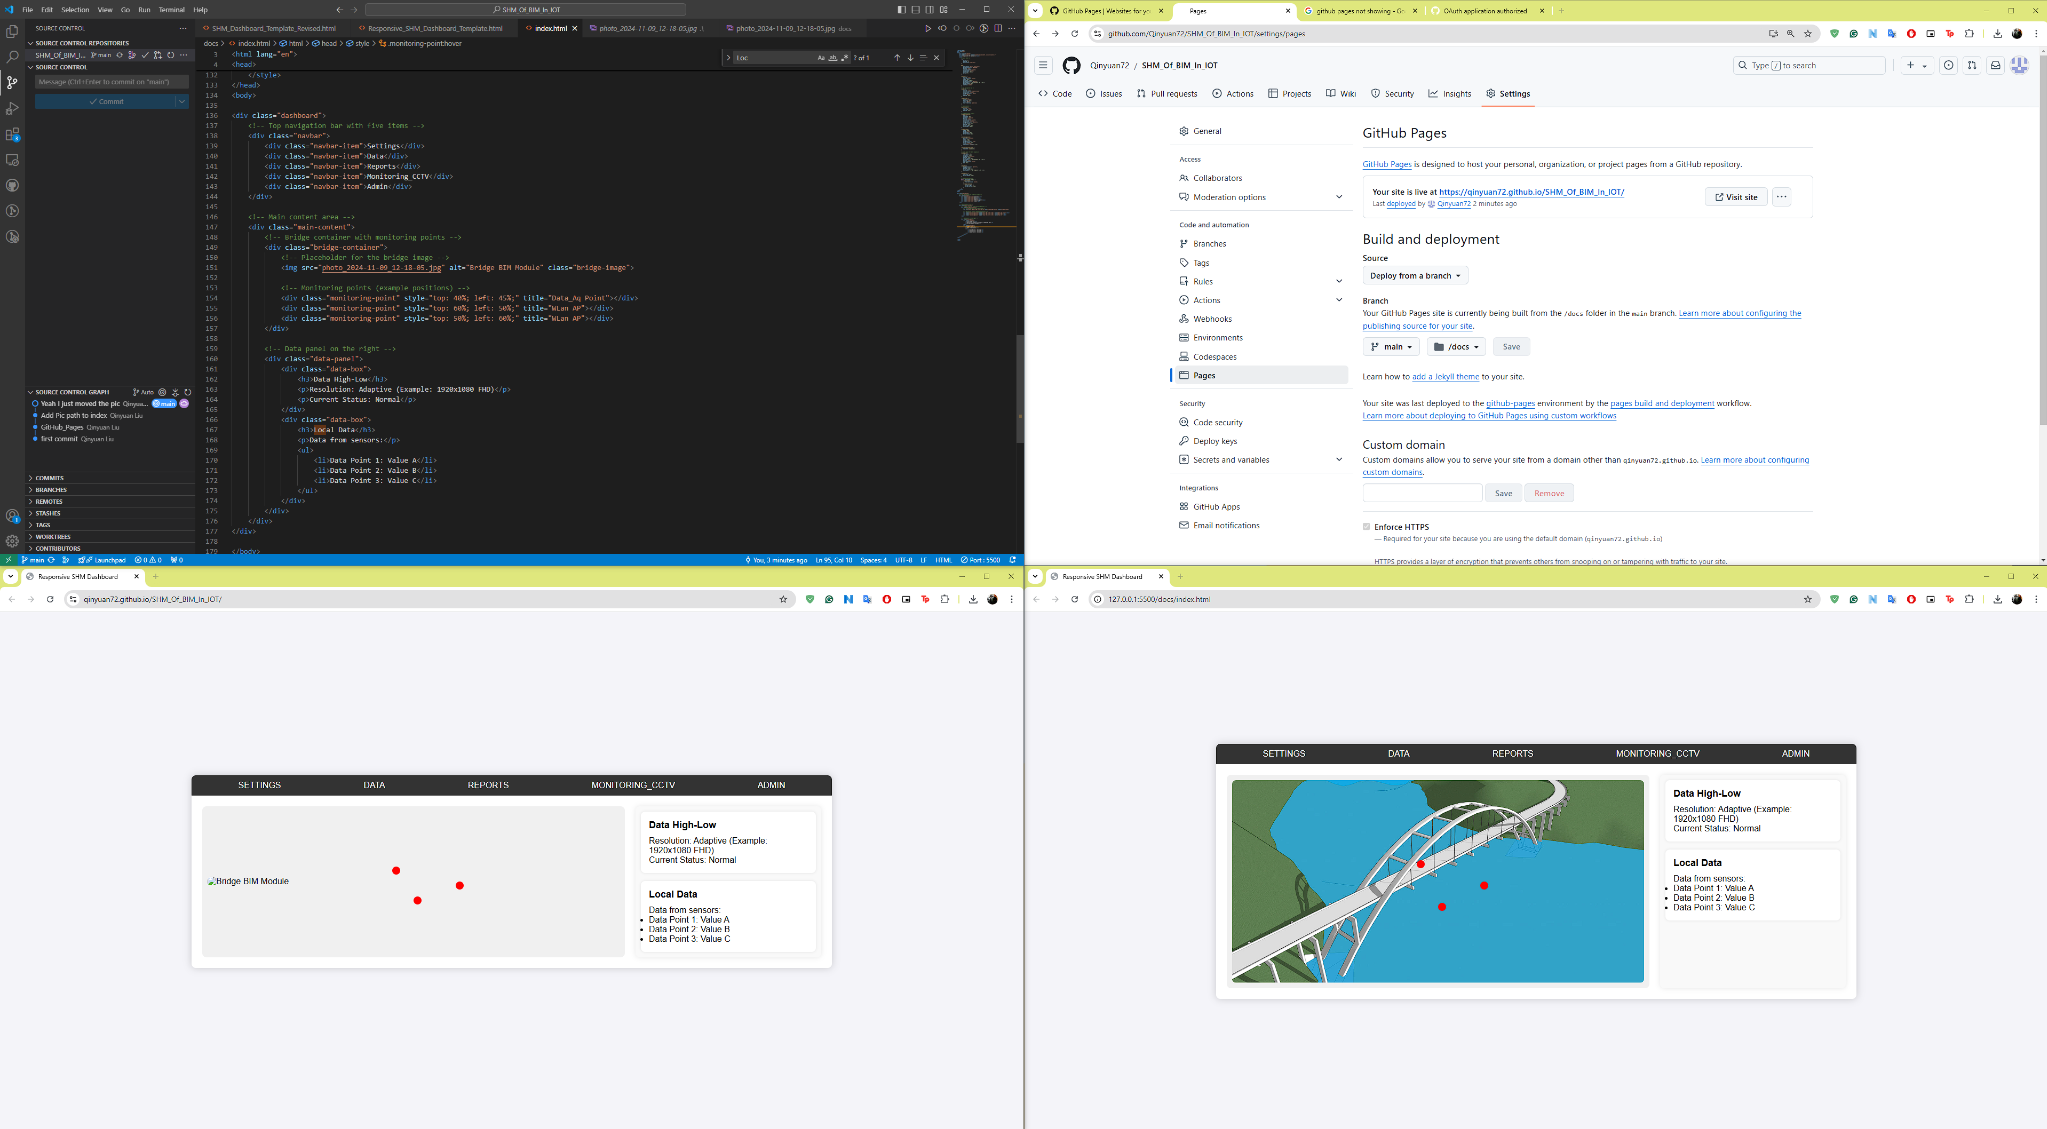 File Edit Selection View Go Run Terminal Help
SHM_Of_BIM_In_IOT
SOURCE CONTROL
SOURCE CONTROL REPOSITORIES
SHM_Of_BIM_I... main
SOURCE CONTROL
Message (Ctrl+Enter to commit on "main")
Commit
SOURCE CONTROL GRAPH Auto
Yeah I just moved the pic Qinyua... main
Add Pic path to index Qinyuan Liu
GitHub_Pages Qinyuan Liu
first commit Qinyuan Liu
COMMITS
BRANCHES
REMOTES
STASHES
TAGS
WORKTREES
CONTRIBUTORS
SHM_Dashboard_Template_Revised.html Responsive_SHM_Dashboard_Template.html index.html photo_2024-11-09_12-18-05.jpg .\ photo_2024-11-09_12-18-05.jpg docs
docs > index.html > html > head > style > .monitoring-point:hover
Loc Aa ab ? of 1
3 <html lang="en">
4 <head>
132 </style>
133 </head>
134 <body>
135
136 <div class="dashboard">
137 <!-- Top navigation bar with five items -->
138 <div class="navbar">
139 <div class="navbar-item">Settings</div>
140 <div class="navbar-item">Data</div>
141 <div class="navbar-item">Reports</div>
142 <div class="navbar-item">Monitoring_CCTV</div>
143 <div class="navbar-item">Admin</div>
144 </div>
145
146 <!-- Main content area -->
147 <div class="main-content">
148 <!-- Bridge container with monitoring points -->
149 <div class="bridge-container">
150 <!-- Placeholder for the bridge image -->
151 <img src="photo_2024-11-09_12-18-05.jpg" alt="Bridge BIM Module" class="bridge-image">
152
153 <!-- Monitoring points (example positions) -->
154 <div class="monitoring-point" style="top: 40%; left: 45%;" title="Data_Aq Point"></div>
155 <div class="monitoring-point" style="top: 60%; left: 50%;" title="WLan AP"></div>
156 <div class="monitoring-point" style="top: 50%; left: 60%;" title="WLan AP"></div>
157 </div>
158
159 <!-- Data panel on the right -->
160 <div class="data-panel">
161 <div class="data-box">
162 <h3>Data High-Low</h3>
163 <p>Resolution: Adaptive (Example: 1920x1080 FHD)</p>
164 <p>Current Status: Normal</p>
165 </div>
166 <div class="data-box">
167 <h3>Local Data</h3>
168 <p>Data from sensors:</p>
169 <ul>
170 <li>Data Point 1: Value A</li>
171 <li>Data Point 2: Value B</li>
172 <li>Data Point 3: Value C</li>
173 </ul>
174 </div>
175 </div>
176 </div>
177 </div>
178
179 </body>
main Launchpad 0 0 0 You, 3 minutes ago Ln 95, Col 10 Spaces: 4 UTF-8 LF HTML Port : 5500
GitHub Pages | Websites for yo Pages github pages not showing - Go OAuth application authorized
github.com/Qinyuan72/SHM_Of_BIM_In_IOT/settings/pages
Qinyuan72 / SHM_Of_BIM_In_IOT
Type / to search
Code Issues Pull requests Actions Projects Wiki Security Insights Settings
General
Access
Collaborators
Moderation options
Code and automation
Branches
Tags
Rules
Actions
Webhooks
Environments
Codespaces
Pages
Security
Code security
Deploy keys
Secrets and variables
Integrations
GitHub Apps
Email notifications
GitHub Pages
GitHub Pages is designed to host your personal, organization, or project pages from a GitHub repository.
Your site is live at https://qinyuan72.github.io/SHM_Of_BIM_In_IOT/
Last deployed by Qinyuan72 2 minutes ago
Visit site
Build and deployment
Source
Deploy from a branch
Branch
Your GitHub Pages site is currently being built from the /docs folder in the main branch. Learn more about configuring the
publishing source for your site.
main /docs Save
Learn how to add a Jekyll theme to your site.
Your site was last deployed to the github-pages environment by the pages build and deployment workflow.
Learn more about deploying to GitHub Pages using custom workflows
Custom domain
Custom domains allow you to serve your site from a domain other than qinyuan72.github.io. Learn more about configuring
custom domains.
Save Remove
Enforce HTTPS
— Required for your site because you are using the default domain (qinyuan72.github.io)
HTTPS provides a layer of encryption that prevents others from snooping on or tampering with traffic to your site.
Responsive SHM Dashboard
qinyuan72.github.io/SHM_Of_BIM_In_IOT/
SETTINGS DATA REPORTS MONITORING_CCTV ADMIN
Bridge BIM Module
Data High-Low
Resolution: Adaptive (Example:
1920x1080 FHD)
Current Status: Normal
Local Data
Data from sensors:
Data Point 1: Value A
Data Point 2: Value B
Data Point 3: Value C
Responsive SHM Dashboard
127.0.0.1:5500/docs/index.html
SETTINGS DATA REPORTS MONITORING_CCTV ADMIN
Data High-Low
Resolution: Adaptive (Example:
1920x1080 FHD)
Current Status: Normal
Local Data
Data from sensors:
Data Point 1: Value A
Data Point 2: Value B
Data Point 3: Value C